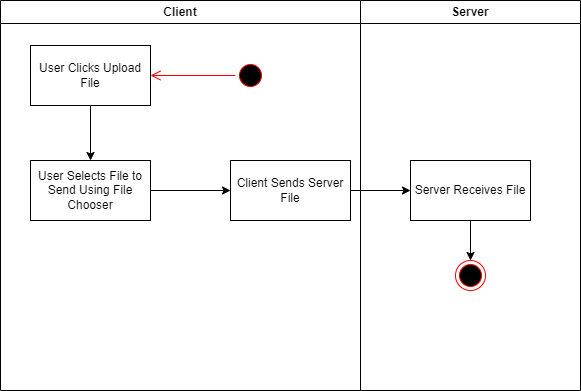 Client
Server
User Clicks Upload
File
User Selects File to
Send Using File
Chooser
Client Sends Server
File
Server Receives File